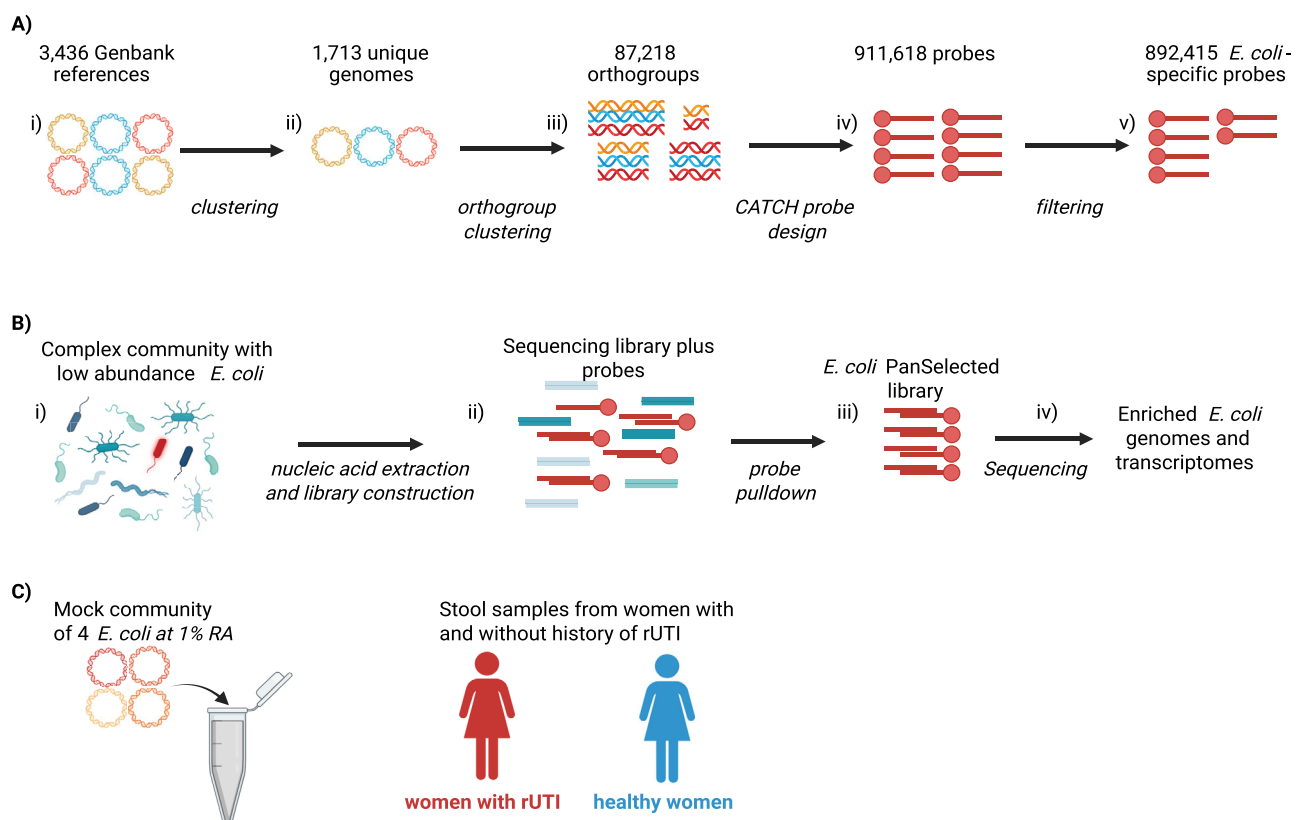 A)
3,436 Genbank
references
1,713 unique
genomes
87,218
orthogroups
911,618 probes
892,415 E. coli-
specific probes
i)
ii)
iii)
iv)
v)
clustering
orthogroup
clustering
CATCH probe
design
filtering
B)
Complex community with
low abundance E. coli
Sequencing library plus
probes
E. coli PanSelected
library
i)
ii)
iii)
iv)
nucleic acid extraction
and library construction
probe
pulldown
Sequencing
Enriched E. coli
genomes and
transcriptomes
C)
Mock community
of 4 E. coli at 1% RA
Stool samples from women with
and without history of rUTI
women with rUTI
healthy women